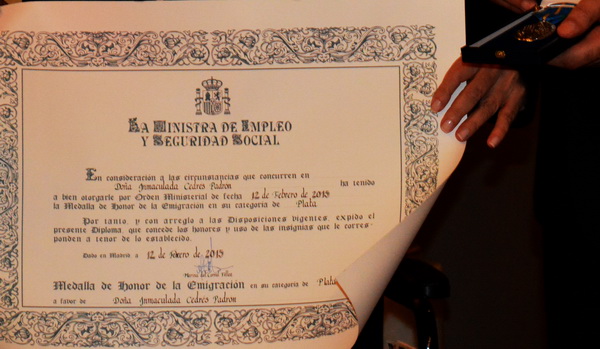 La Ministra de Empleo
y Seguridad Social
En consideración a las circunstancias que concurren en
Doña Inmaculada Cedres Padron ha tenido
a bien otorgarle por Orden Ministerial de fecha 12 de Febrero de 2013
la Medalla de Honor de la Emigración en su categoría de Plata
Por tanto, y con arreglo a las Disposiciones vigentes, expido el
presente Diploma, que concede los honores y uso de las insignias que le corres-
ponden a tenor de lo establecido.
Dado en Madrid a 12 de Febrero de 2013
Medalla de Honor de la Emigración en su categoría de Plata
a favor de Doña Inmaculada Cedres Padron